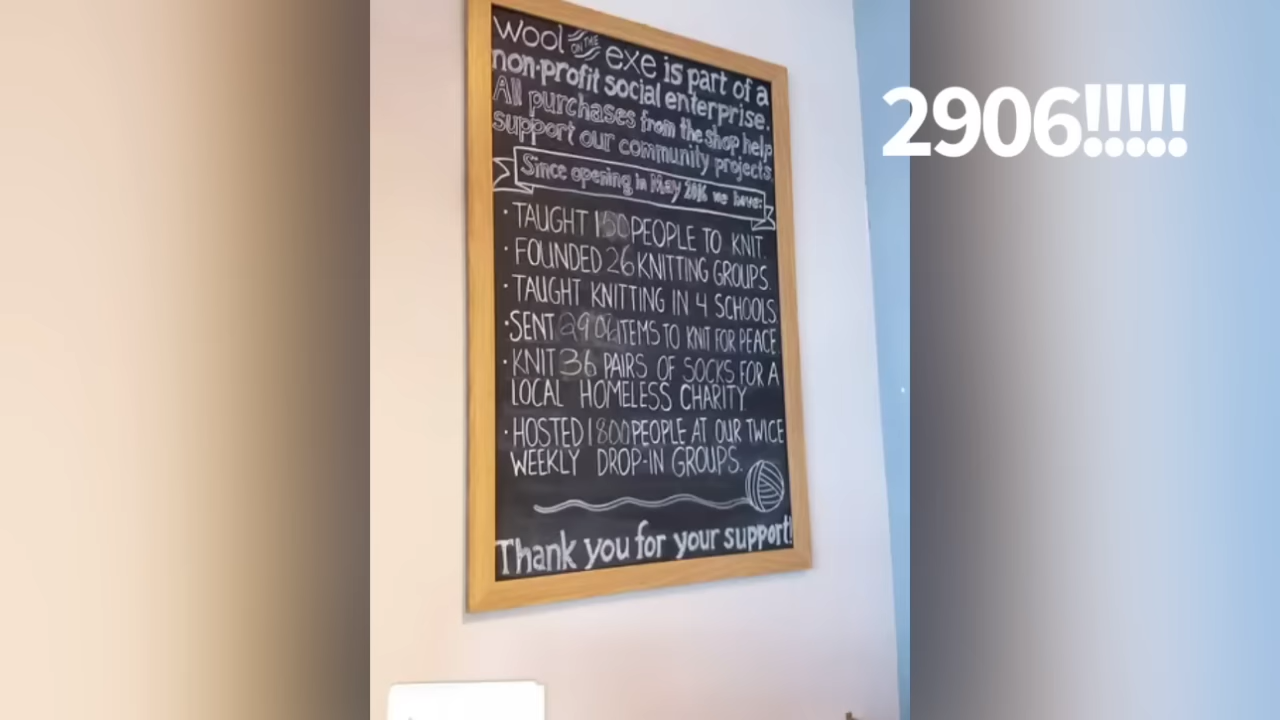 Wool ON THE exe is part of a
non-profit social enterprise.
All purchases from the shop help
support our community projects.
Since opening in May 2016 we have:
· TAUGHT 150 PEOPLE TO KNIT.
· FOUNDED 26 KNITTING GROUPS.
· TAUGHT KNITTING IN 4 SCHOOLS.
· SENT 2906 ITEMS TO KNIT FOR PEACE
· KNIT 36 PAIRS OF SOCKS FOR A
LOCAL HOMELESS CHARITY.
· HOSTED 1800 PEOPLE AT OUR TWICE
WEEKLY DROP-IN GROUPS.
Thank you for your support!
2906!!!!!